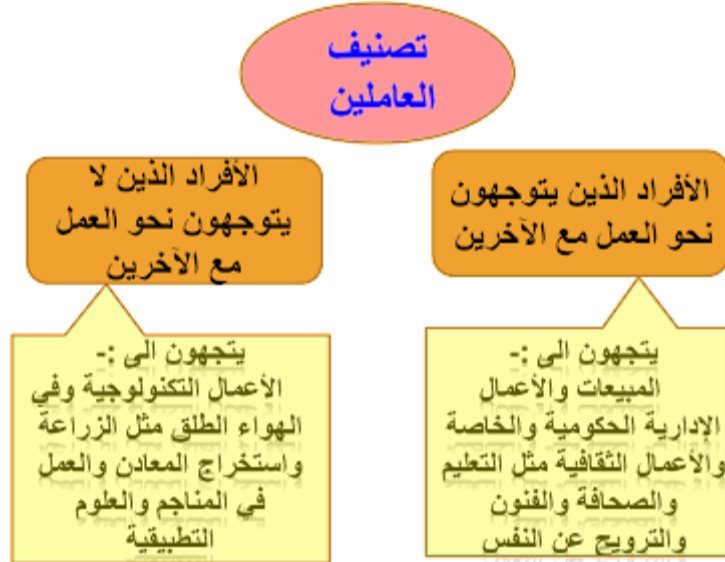 تصنيف
العاملين
الأفراد الذين يتوجهون
نحو العمل مع الآخرين
يتجهون الى :-
المبيعات والأعمال
الإدارية الحكومية والخاصة
والأعمال الثقافية مثل التعليم
والصحافة والفنون
والترويح عن النفس
الأفراد الذين لا
يتوجهون نحو العمل
مع الآخرين
يتجهون الى :-
الأعمال التكنولوجية وفي
الهواء الطلق مثل الزراعة
واستخراج المعادن والعمل
في المناجم والعلوم
التطبيقية